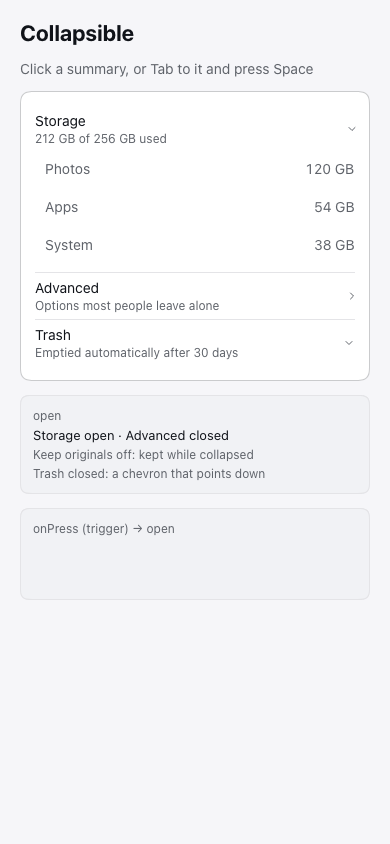 Collapsible
Click a summary, or Tab to it and press Space
Storage
212 GB of 256 GB used
Photos 120 GB
Apps 54 GB
System 38 GB
Advanced
Options most people leave alone
Trash
Emptied automatically after 30 days
open
Storage open · Advanced closed
Keep originals off: kept while collapsed
Trash closed: a chevron that points down
onPress (trigger) → open